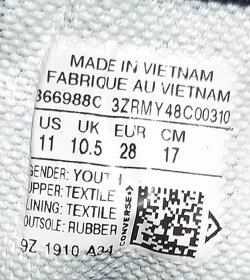 MADE IN VIETNAM
FABRIQUE AU VIETNAM
366988C 3ZRMY48C00310
US UK EUR CM
11 10.5 28 17
GENDER: YOUTH
UPPER: TEXTILE
LINING: TEXTILE
OUTSOLE: RUBBER
CONVERSE
9Z 1910 A34